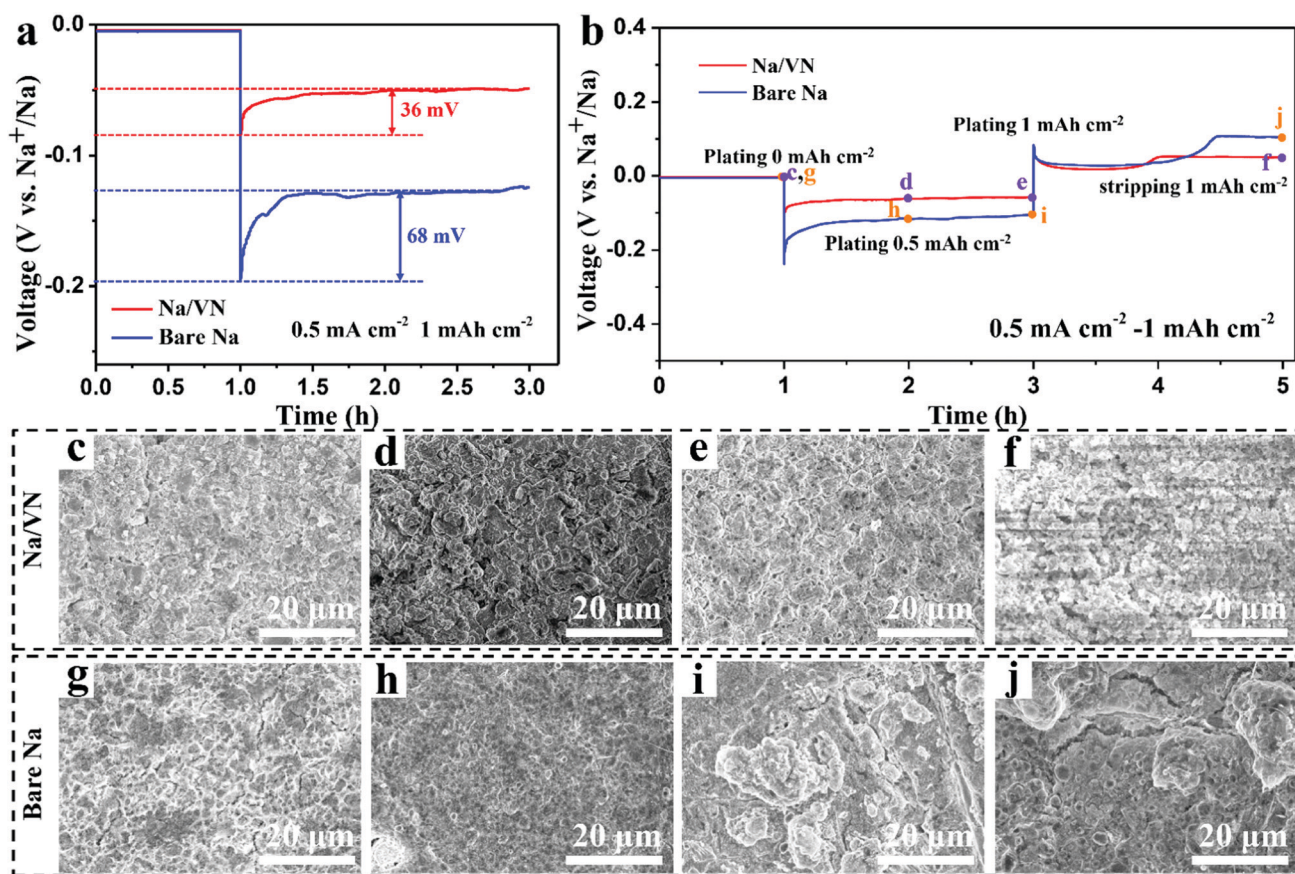 a
0.0
-0.1
-0.2
Voltage (V vs. Na⁺/Na)
36 mV
68 mV
Na/VN
Bare Na
0.5 mA cm⁻² 1 mAh cm⁻²
0.0 0.5 1.0 1.5 2.0 2.5 3.0
Time (h)
b
0.4
0.2
0.0
-0.2
-0.4
Voltage (V vs. Na⁺/Na)
Na/VN
Bare Na
Plating 1 mAh cm⁻²
j
Plating 0 mAh cm⁻²
c,g
d
e
f
stripping 1 mAh cm⁻²
h
i
Plating 0.5 mAh cm⁻²
0.5 mA cm⁻² -1 mAh cm⁻²
0 1 2 3 4 5
Time (h)
Na/VN
c
20 μm
d
20 μm
e
20 μm
f
20 μm
Bare Na
g
20 μm
h
20 μm
i
20 μm
j
20 μm